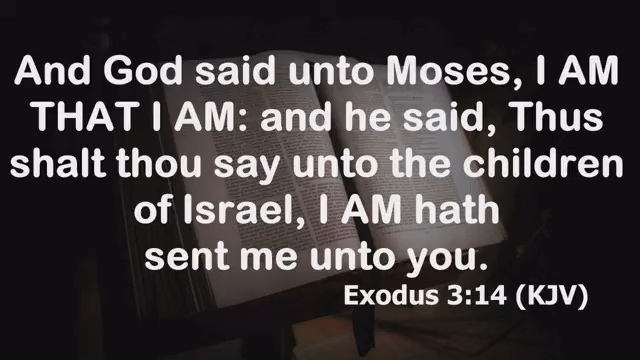 And God said unto Moses, I AM
THAT I AM: and he said, Thus
shalt thou say unto the children
of Israel, I AM hath
sent me unto you.
Exodus 3:14 (KJV)